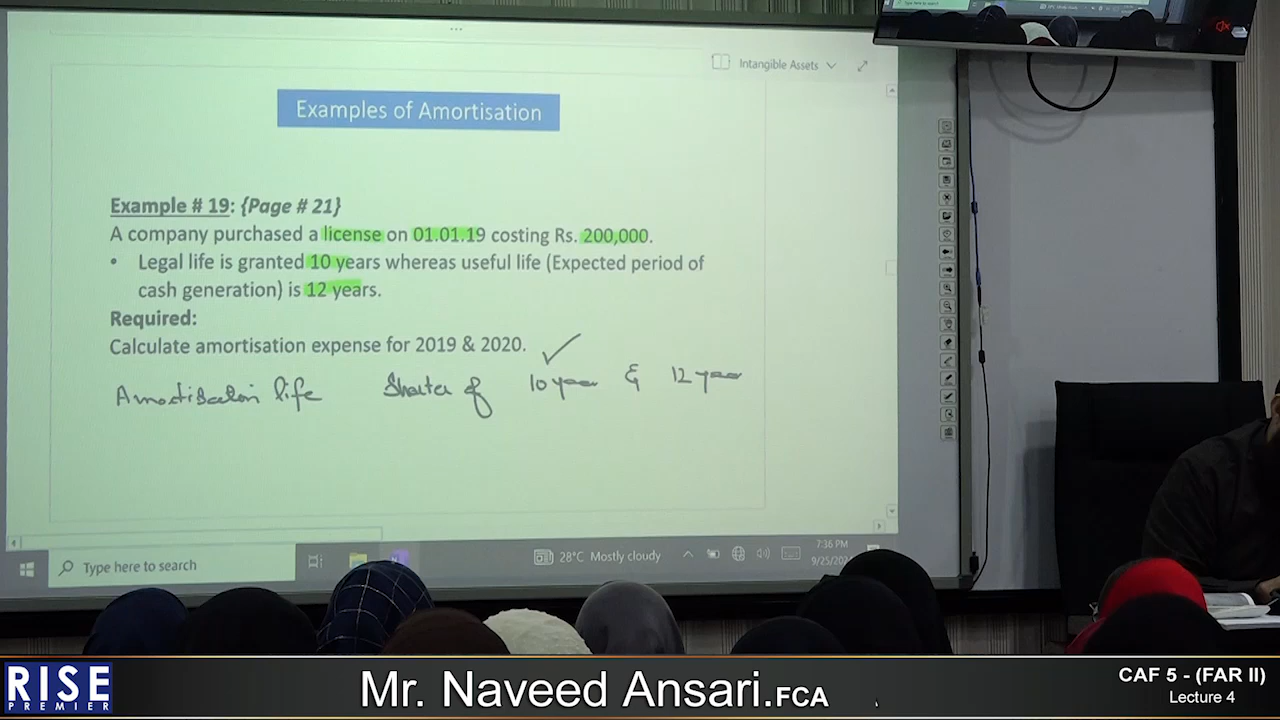 Intangible Assets
Examples of Amortisation
Example # 19: {Page # 21}
A company purchased a license on 01.01.19 costing Rs. 200,000.
• Legal life is granted 10 years whereas useful life (Expected period of
cash generation) is 12 years.
Required:
Calculate amortisation expense for 2019 & 2020.
Amortisation life Shorter of 10 year & 12 year
Type here to search
28°C Mostly cloudy
7:36 PM
RISE
PREMIER
Mr. Naveed Ansari.FCA
CAF 5 - (FAR II)
Lecture 4